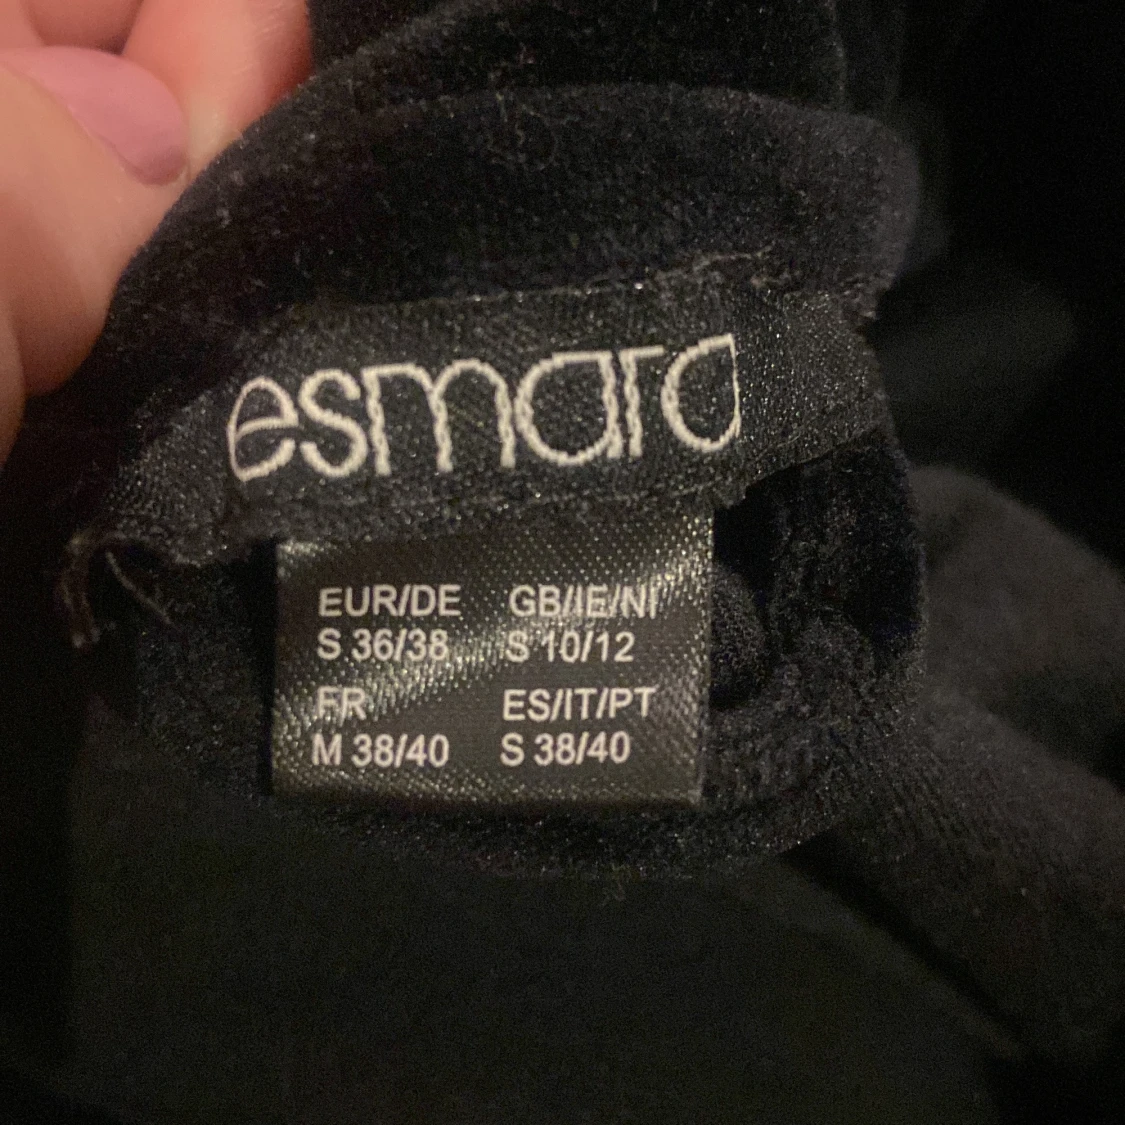 esmara
EUR/DE GB/IE/NI
S 36/38 S 10/12
FR ES/IT/PT
M 38/40 S 38/40